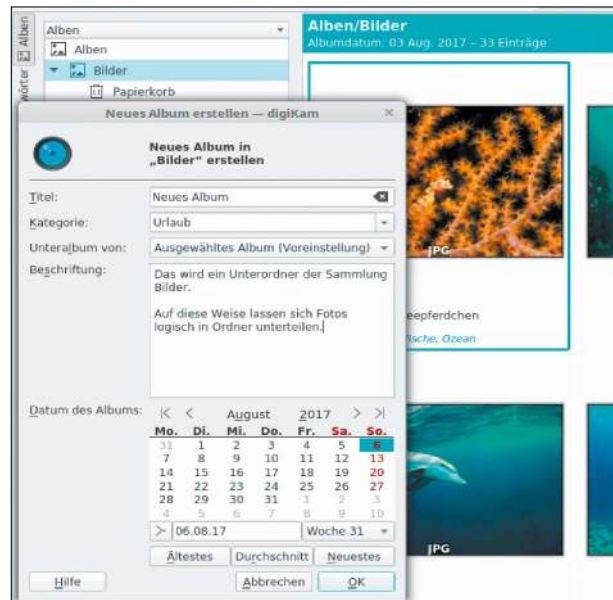 Alben
Alben
Alben
Bilder
Papierkorb
Alben/Bilder
Albumdatum: 03 Aug. 2017 – 33 Einträge
JPG
eepferdchen
ische, Ozean
JPG
Neues Album erstellen — digiKam
Neues Album in
„Bilder“ erstellen
Titel:
Neues Album
Kategorie:
Urlaub
Unteralbum von:
Ausgewähltes Album (Voreinstellung)
Beschriftung:
Das wird ein Unterordner der Sammlung
Bilder.
Auf diese Weise lassen sich Fotos
logisch in Ordner unterteilen.
Datum des Albums:
August 2017
Mo. Di. Mi. Do. Fr. Sa. So.
31 1 2 3 4 5 6
7 8 9 10 11 12 13
14 15 16 17 18 19 20
21 22 23 24 25 26 27
28 29 30 31 1 2 3
4 5 6 7 8 9 10
06.08.17 Woche 31
Ältestes Durchschnitt Neuestes
Hilfe Abbrechen OK